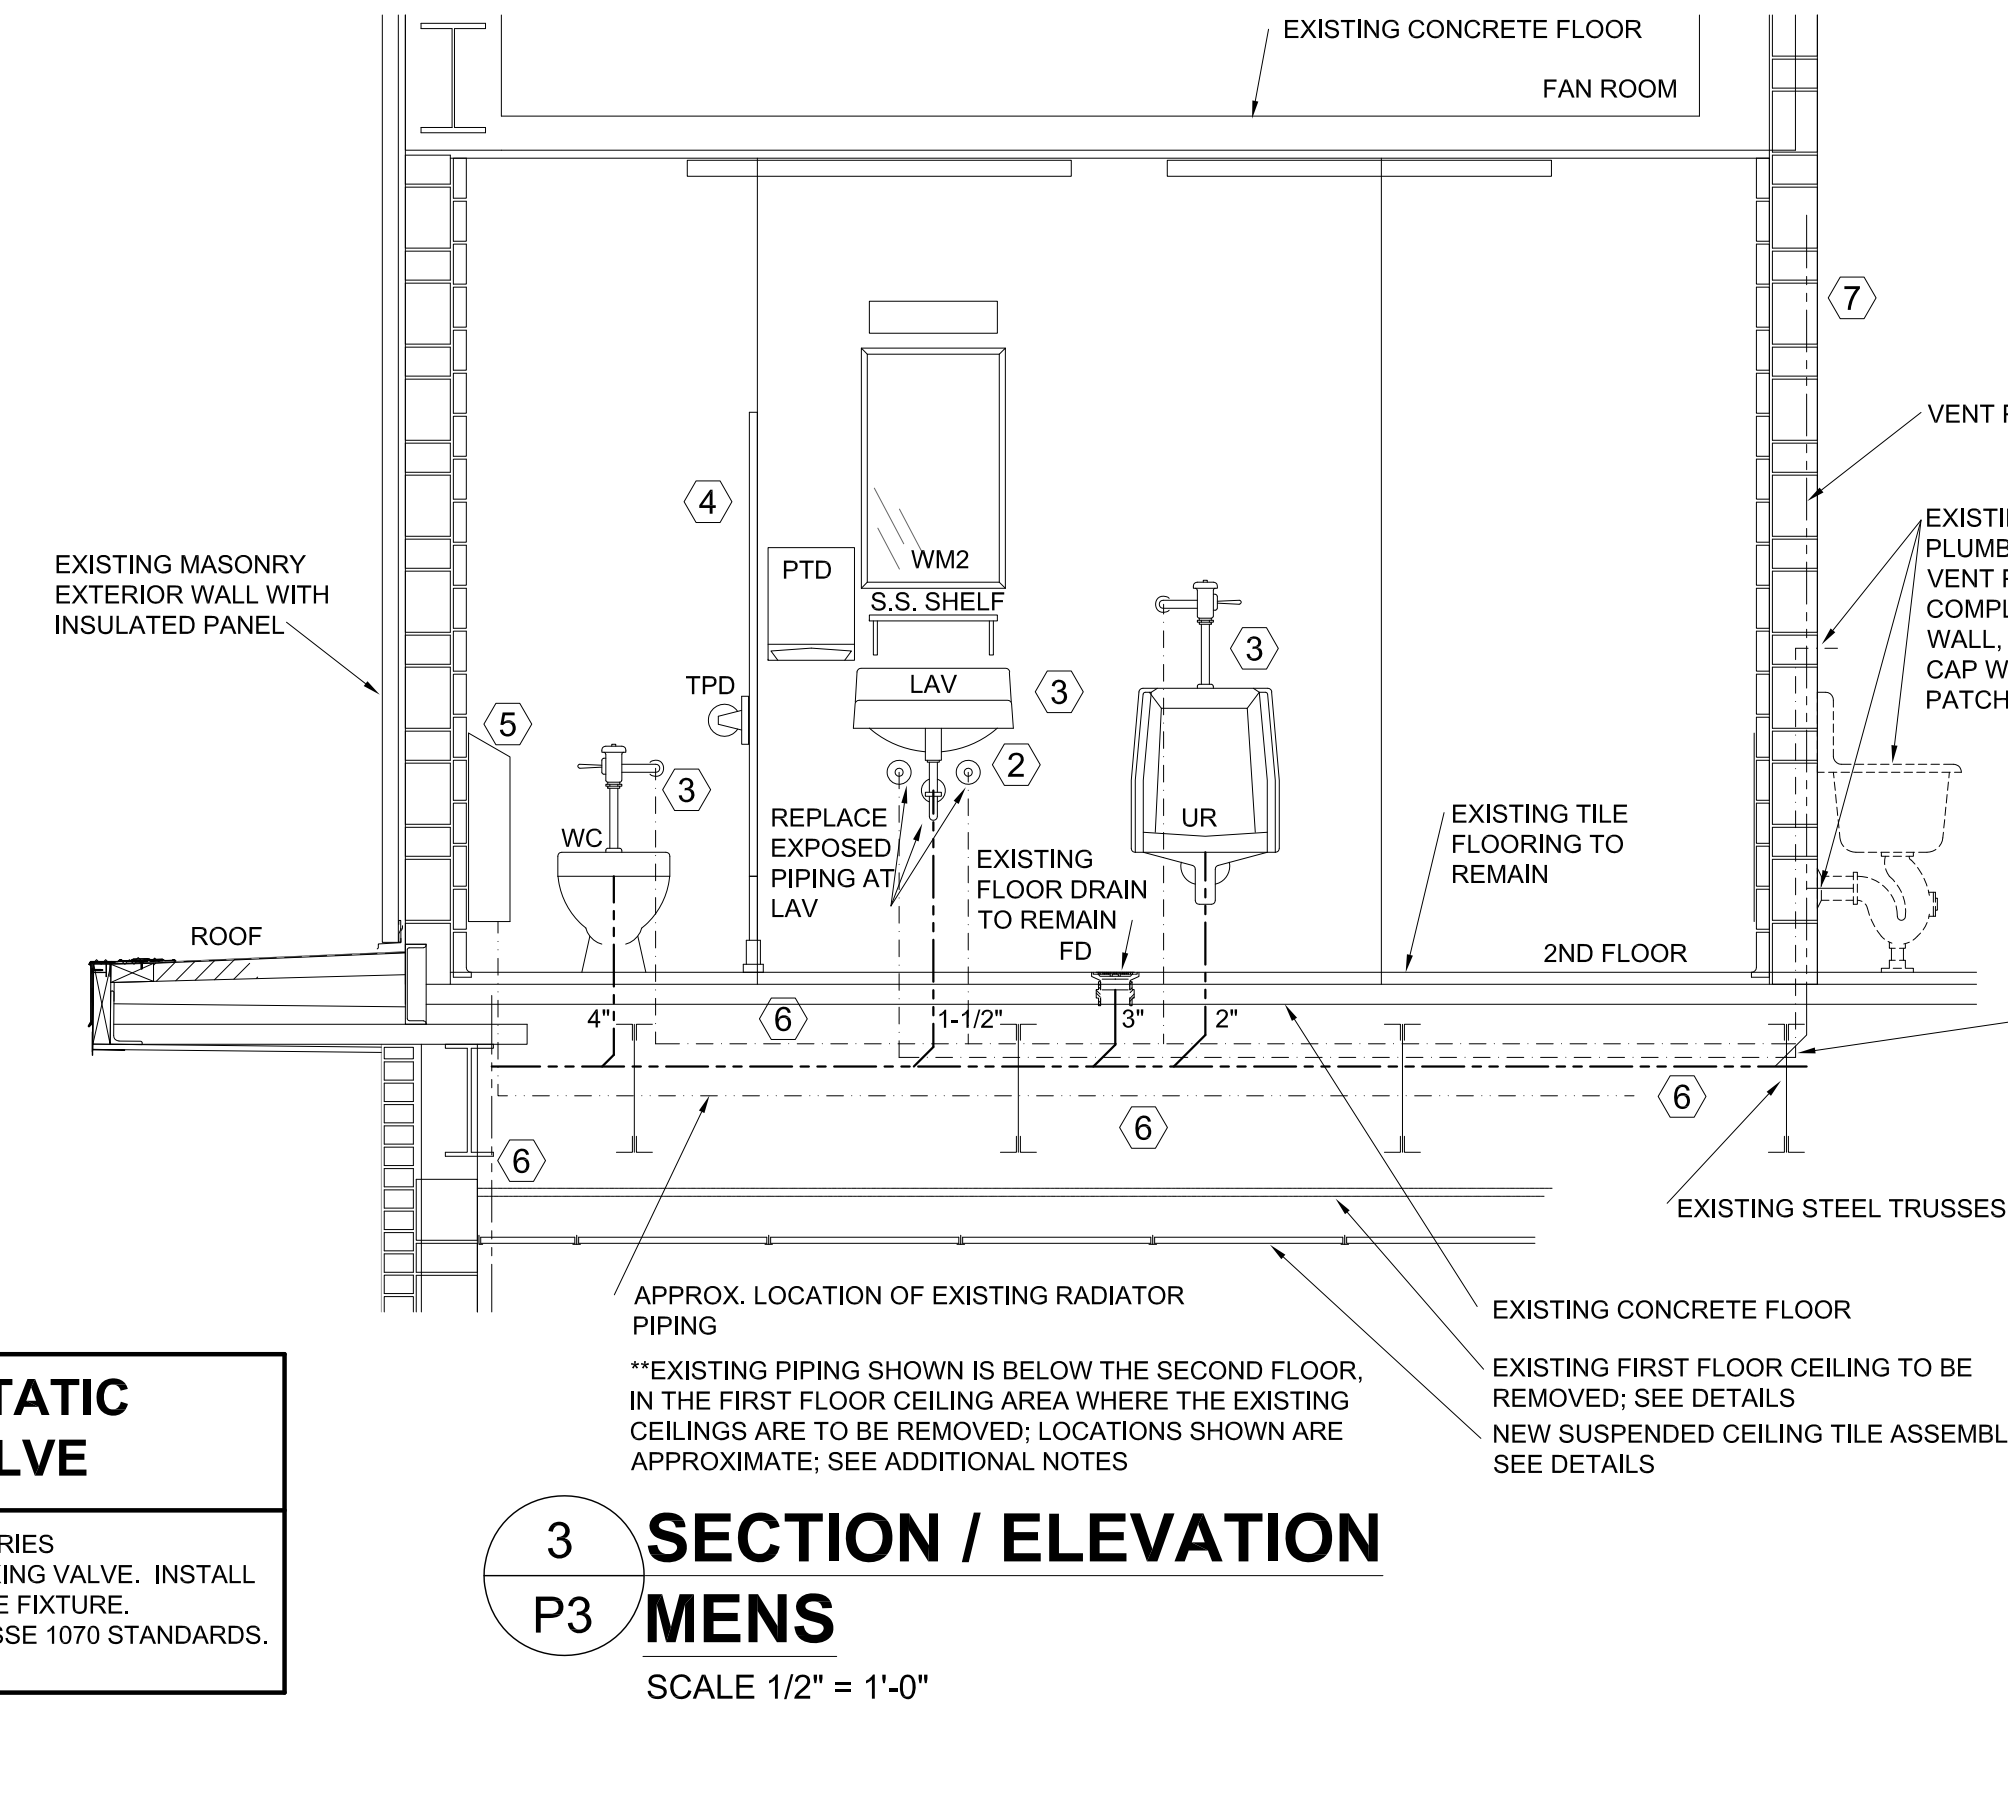 EXISTING CONCRETE FLOOR
FAN ROOM
7
VENT
4
EXISTING MASONRY
EXTERIOR WALL WITH
INSULATED PANEL
PTD
WM2
S.S. SHELF
VENT
WALL,
PATCH
3
TPD
LAV
3
5
2
3
WC
REPLACE
EXPOSED
PIPING AT
LAV
UR
EXISTING
FLOOR DRAIN
TO REMAIN
FD
EXISTING TILE
FLOORING TO
REMAIN
ROOF
2ND FLOOR
4"
6
1-1/2"
3"
2"
6
6
6
EXISTING STEEL TRUSSES
APPROX. LOCATION OF EXISTING RADIATOR
PIPING
EXISTING CONCRETE FLOOR
**EXISTING PIPING SHOWN IS BELOW THE SECOND FLOOR,
IN THE FIRST FLOOR CEILING AREA WHERE THE EXISTING
CEILINGS ARE TO BE REMOVED; LOCATIONS SHOWN ARE
APPROXIMATE; SEE ADDITIONAL NOTES
EXISTING FIRST FLOOR CEILING TO BE
REMOVED; SEE DETAILS
NEW SUSPENDED CEILING TILE ASSEMBL
SEE DETAILS
TATIC
LVE
RIES
KING VALVE. INSTALL
E FIXTURE.
SSE 1070 STANDARDS.
3
P3
SECTION / ELEVATION
MENS
SCALE 1/2" = 1'-0"